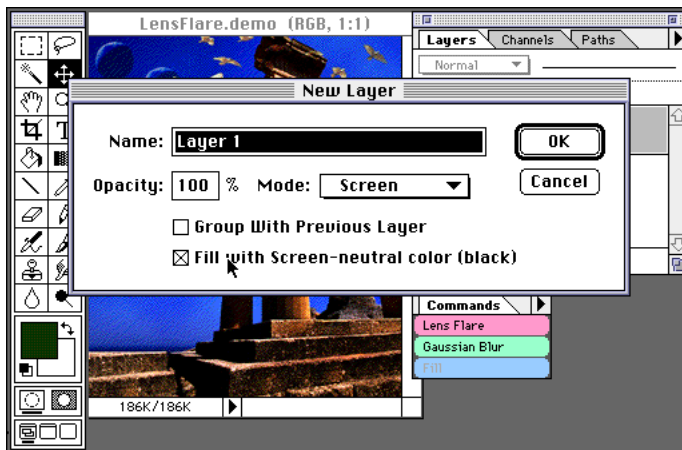 LensFlare.demo (RGB, 1:1)
Layers Channels Paths
Normal
New Layer
Name: Layer 1
OK
Opacity: 100 % Mode: Screen
Cancel
Group With Previous Layer
Fill with Screen-neutral color (black)
T
Commands
Lens Flare
Gaussian Blur
Fill
186K/186K